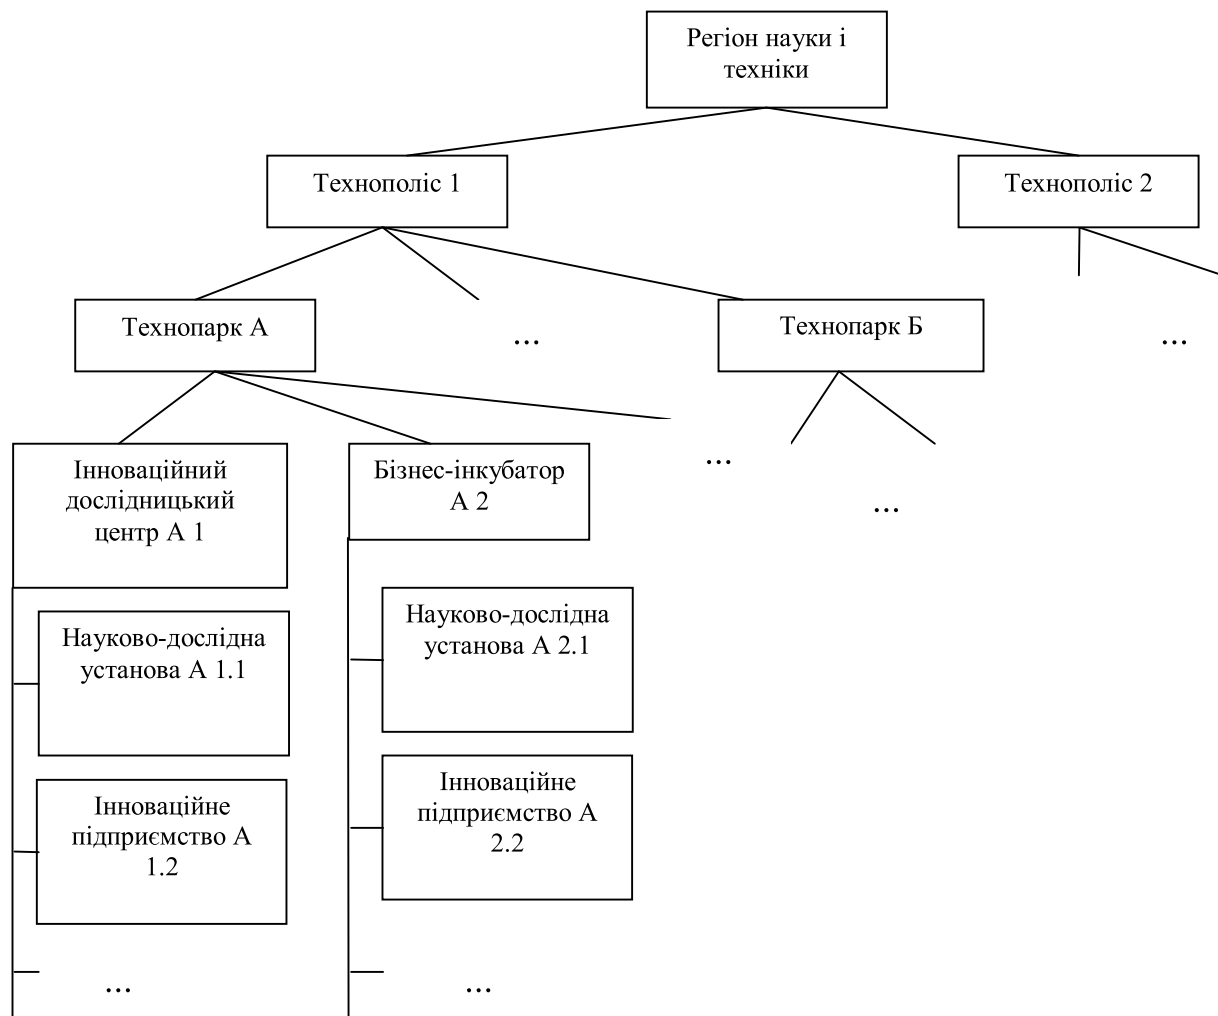 Регіон науки і
техніки
Технополіс 1
Технополіс 2
Технопарк А
...
Технопарк Б
...
Інноваційний
дослідницький
центр А 1
Бізнес-інкубатор
А 2
...
...
Науково-дослідна
установа А 1.1
Науково-дослідна
установа А 2.1
Інноваційне
підприємство А
1.2
Інноваційне
підприємство А
2.2
...
...